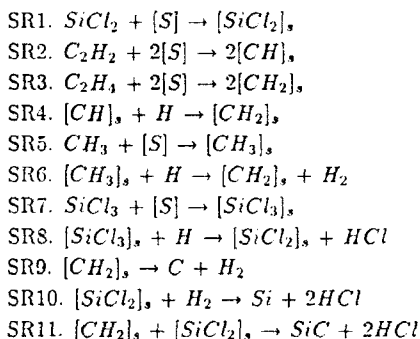 SR1. SiCl₂ + [S] → [SiCl₂]ₛ
SR2. C₂H₂ + 2[S] → 2[CH]ₛ
SR3. C₂H₄ + 2[S] → 2[CH₂]ₛ
SR4. [CH]ₛ + H → [CH₂]ₛ
SR5. CH₃ + [S] → [CH₃]ₛ
SR6. [CH₃]ₛ + H → [CH₂]ₛ + H₂
SR7. SiCl₃ + [S] → [SiCl₃]ₛ
SR8. [SiCl₃]ₛ + H → [SiCl₂]ₛ + HCl
SR9. [CH₂]ₛ → C + H₂
SR10. [SiCl₂]ₛ + H₂ → Si + 2HCl
SR11. [CH₂]ₛ + [SiCl₂]ₛ → SiC + 2HCl